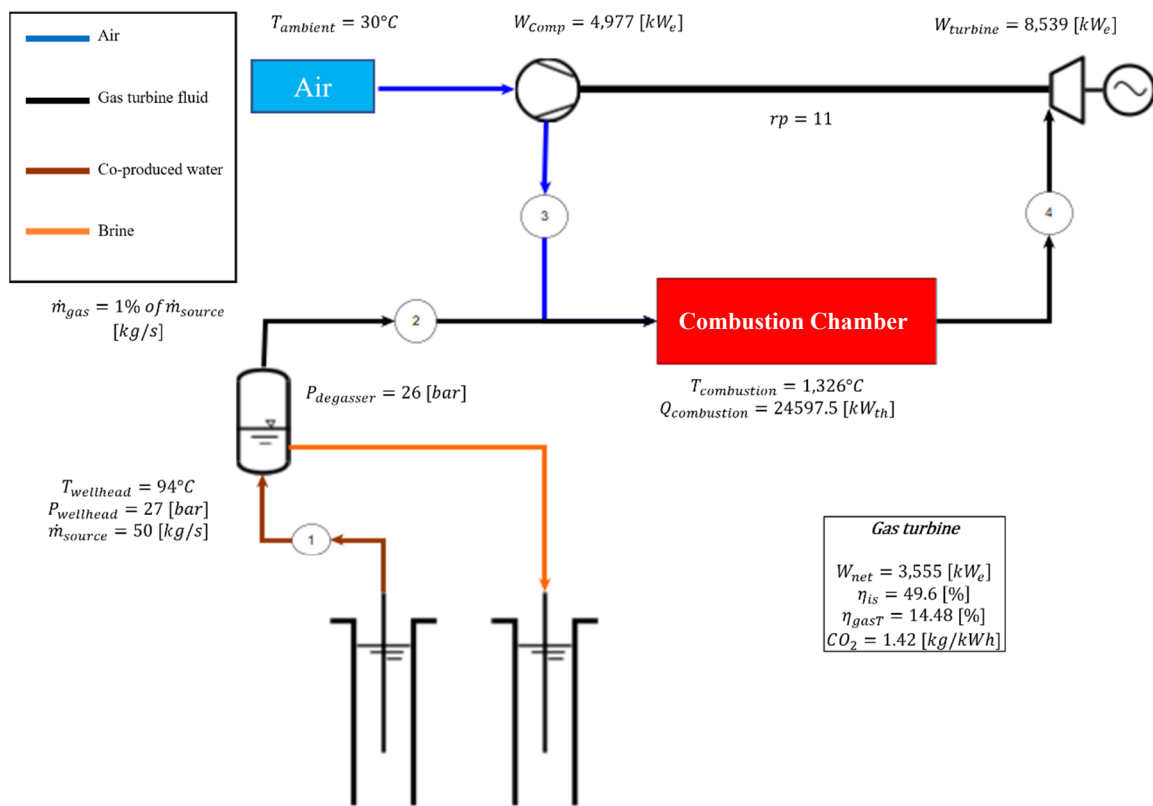 Air
Gas turbine fluid
Co-produced water
Brine
T_ambient = 30°C
W_Comp = 4,977 [kW_e]
W_turbine = 8,539 [kW_e]
Air
rp = 11
3
4
ṁ_gas = 1% of ṁ_source
[kg/s]
2
Combustion Chamber
P_degasser = 26 [bar]
T_combustion = 1,326°C
Q_combustion = 24597.5 [kW_th]
T_wellhead = 94°C
P_wellhead = 27 [bar]
ṁ_source = 50 [kg/s]
1
Gas turbine
W_net = 3,555 [kW_e]
η_is = 49.6 [%]
η_gasT = 14.48 [%]
CO₂ = 1.42 [kg/kWh]